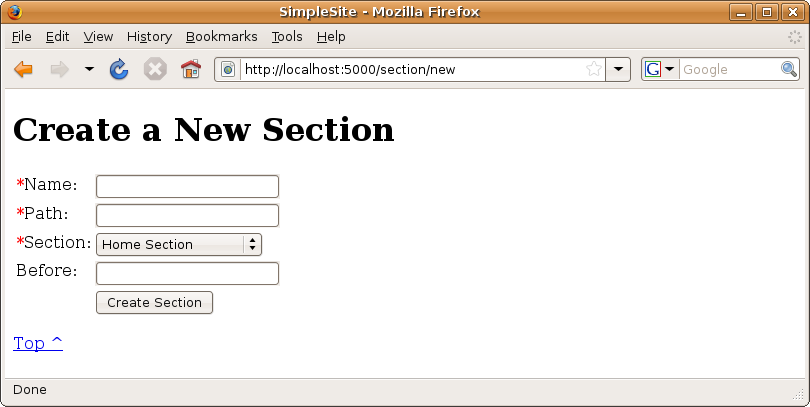 SimpleSite - Mozilla Firefox
File Edit View History Bookmarks Tools Help
http://localhost:5000/section/new G Google
Create a New Section
*Name:
*Path:
*Section: Home Section
Before:
Create Section
Top ^
Done